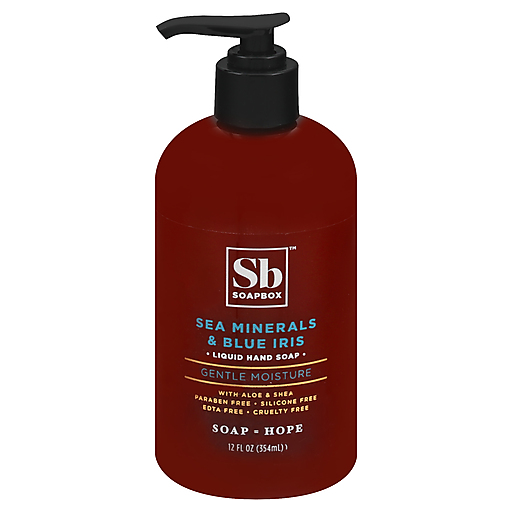 Sb™
SOAPBOX
SEA MINERALS
& BLUE IRIS
• LIQUID HAND SOAP •
GENTLE MOISTURE
WITH ALOE & SHEA
PARABEN FREE • SILICONE FREE
EDTA FREE • CRUELTY FREE
SOAP = HOPE
12 FL OZ (354mL)